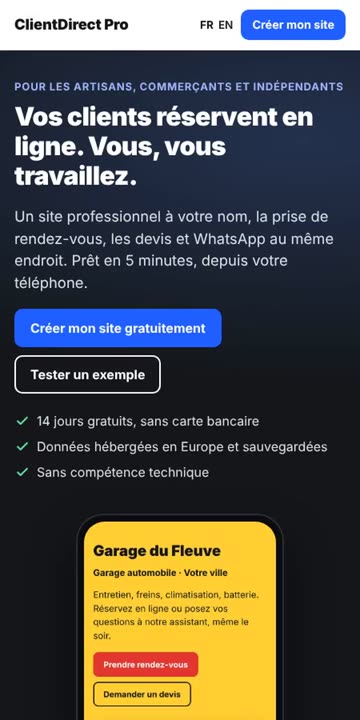 ClientDirect Pro
FR EN
Créer mon site
POUR LES ARTISANS, COMMERÇANTS ET INDÉPENDANTS
Vos clients réservent en
ligne. Vous, vous
travaillez.
Un site professionnel à votre nom, la prise de
rendez-vous, les devis et WhatsApp au même
endroit. Prêt en 5 minutes, depuis votre
téléphone.
Créer mon site gratuitement
Tester un exemple
14 jours gratuits, sans carte bancaire
Données hébergées en Europe et sauvegardées
Sans compétence technique
Garage du Fleuve
Garage automobile · Votre ville
Entretien, freins, climatisation, batterie.
Réservez en ligne ou posez vos
questions à notre assistant, même le
soir.
Prendre rendez-vous
Demander un devis